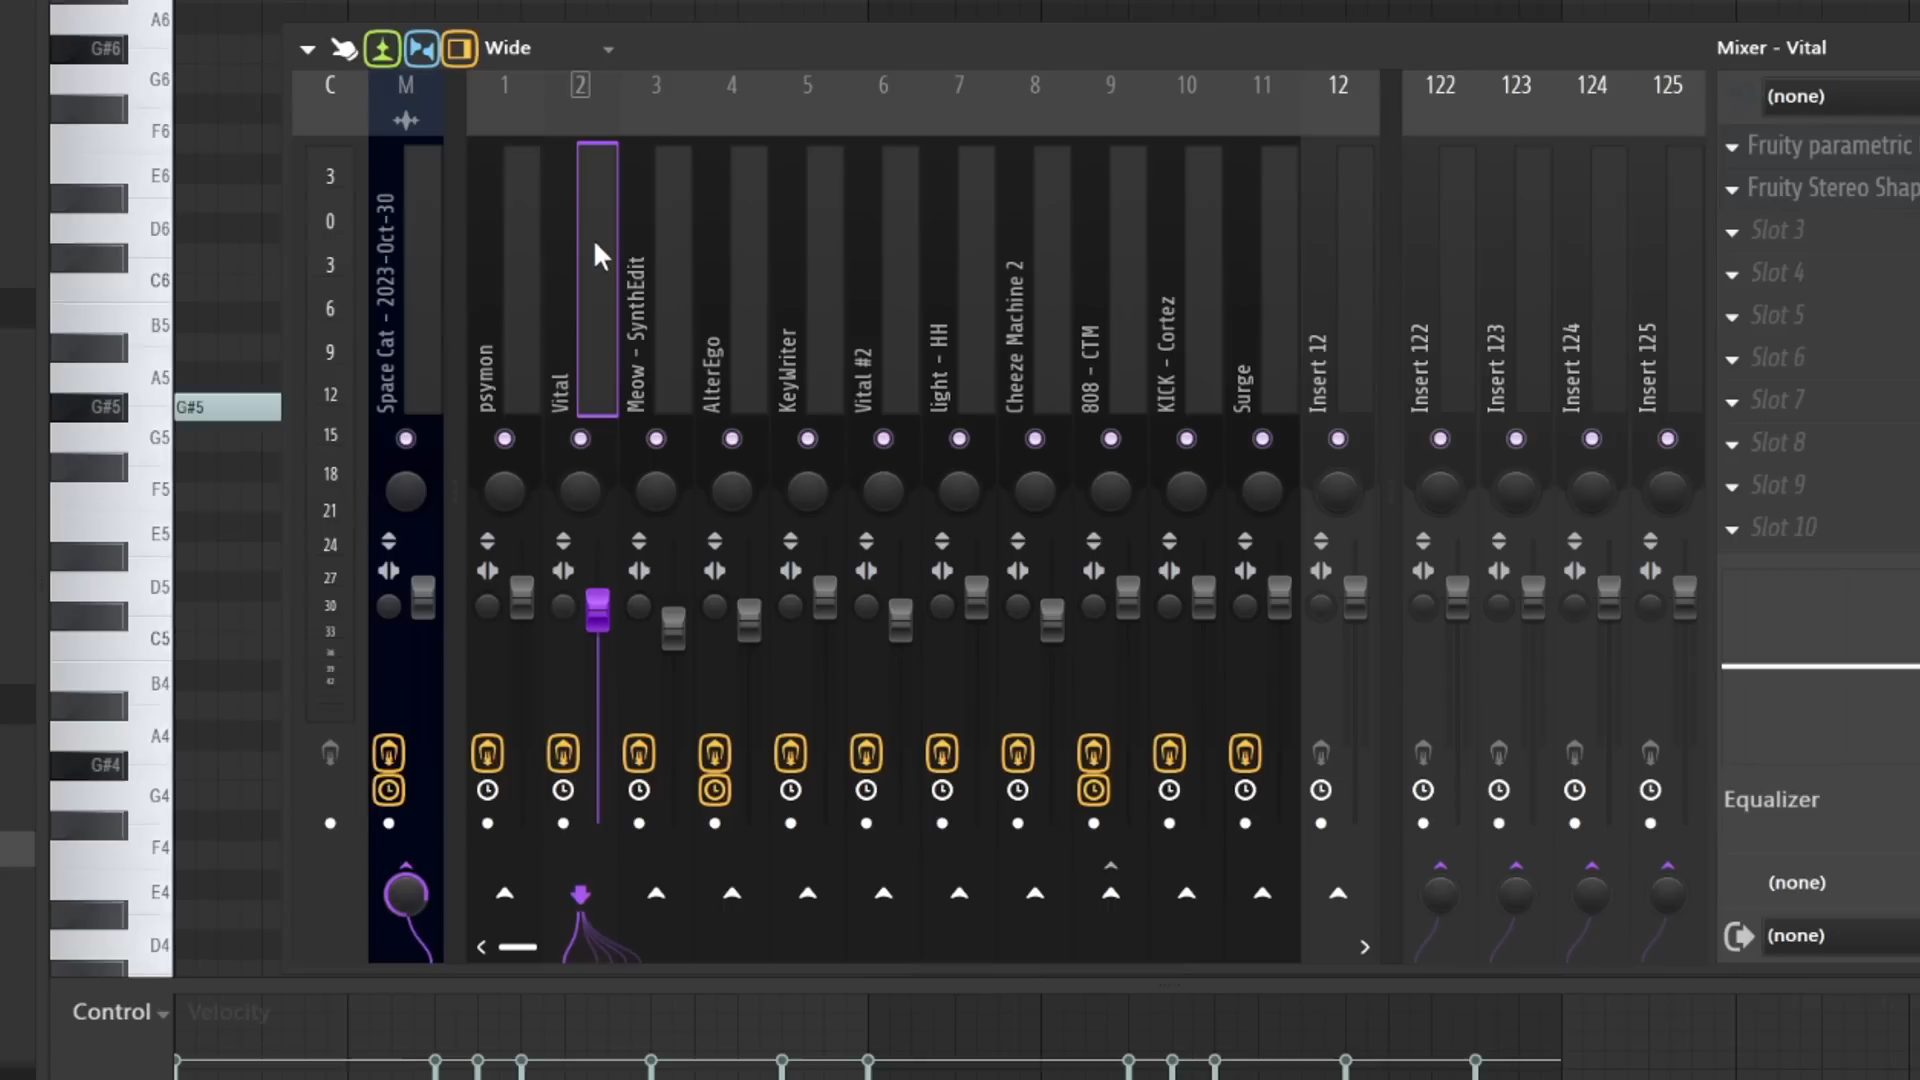 A6
G#6
G6
F6
E6
D6
C6
B5
A5
G#5
G5
F5
E5
D5
C5
B4
A4
G#4
G4
F4
E4
D4
G#5
Wide
C
M
1
2
3
4
5
6
7
8
9
10
11
12
122
123
124
125
3
0
3
6
9
12
15
18
21
24
27
30
33
36
39
42
Space Cat - 2023-Oct-30
psymon
Vital
Meow - SynthEdit
AlterEgo
KeyWriter
Vital #2
light - HH
Cheeze Machine 2
808 - CTM
KICK - Cortez
Surge
Insert 12
Insert 122
Insert 123
Insert 124
Insert 125
Mixer - Vital
(none)
Fruity parametric
Fruity Stereo Shap
Slot 3
Slot 4
Slot 5
Slot 6
Slot 7
Slot 8
Slot 9
Slot 10
Equalizer
(none)
(none)
Control
Velocity